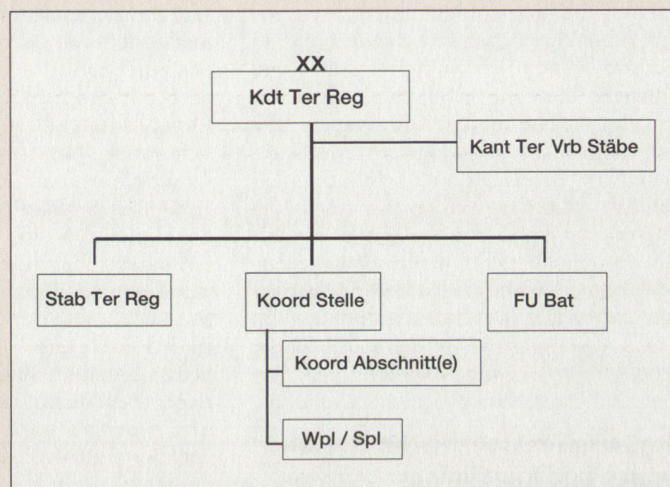 XX
Kdt Ter Reg
Kant Ter Vrb Stäbe
Stab Ter Reg
Koord Stelle
FU Bat
Koord Abschnitt(e)
Wpl / Spl